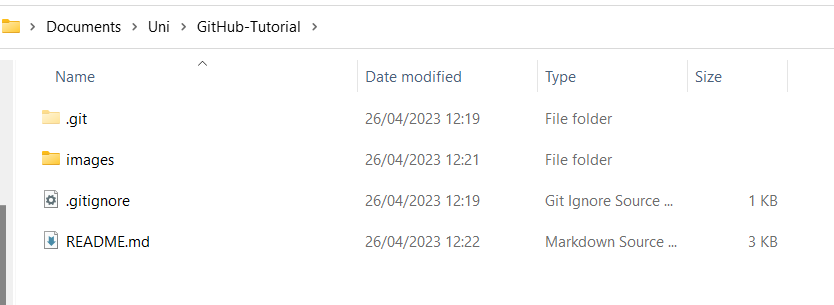 Documents > Uni > GitHub-Tutorial >
Name Date modified Type Size
.git 26/04/2023 12:19 File folder
images 26/04/2023 12:21 File folder
.gitignore 26/04/2023 12:19 Git Ignore Source ... 1 KB
README.md 26/04/2023 12:22 Markdown Source ... 3 KB